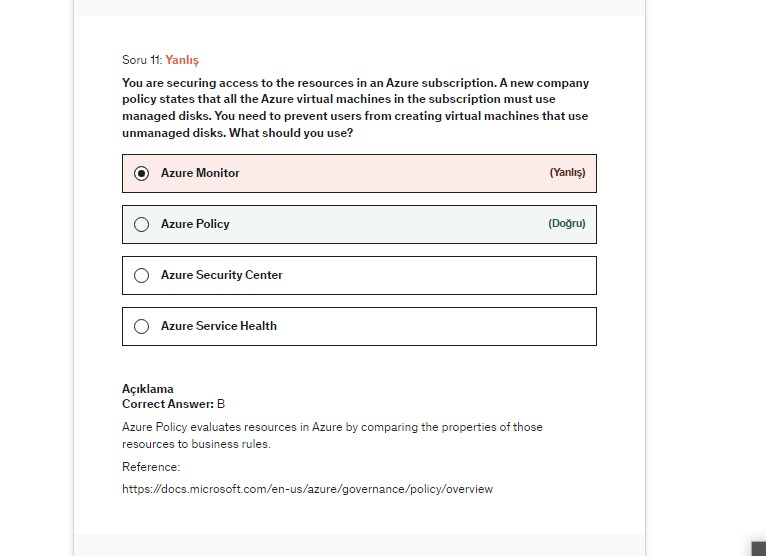 Soru 11: Yanlış
You are securing access to the resources in an Azure subscription. A new company
policy states that all the Azure virtual machines in the subscription must use
managed disks. You need to prevent users from creating virtual machines that use
unmanaged disks. What should you use?
Azure Monitor (Yanlış)
Azure Policy (Doğru)
Azure Security Center
Azure Service Health
Açıklama
Correct Answer: B
Azure Policy evaluates resources in Azure by comparing the properties of those
resources to business rules.
Reference:
https://docs.microsoft.com/en-us/azure/governance/policy/overview